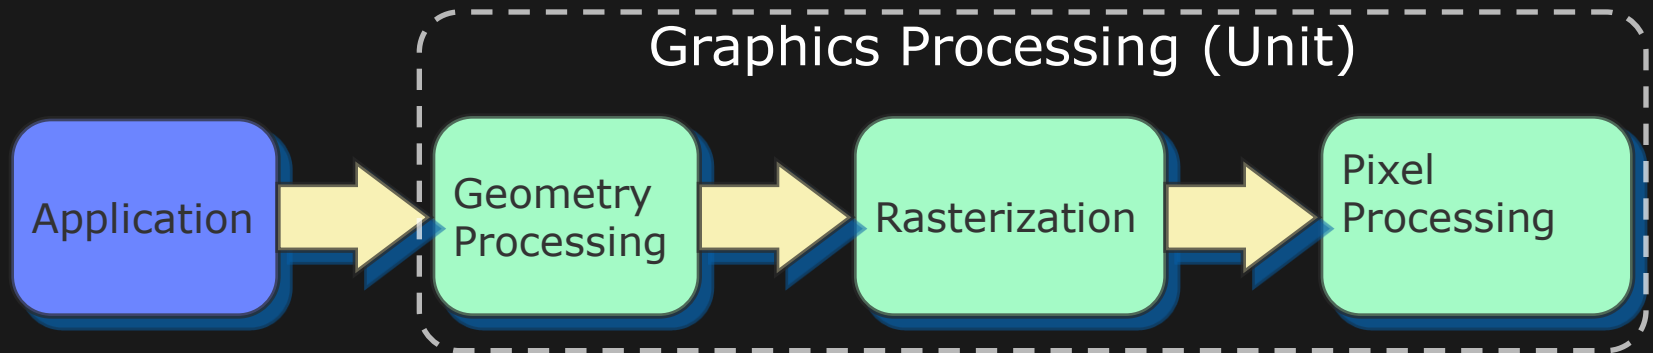 Graphics Processing (Unit)
Application
Geometry
Processing
Rasterization
Pixel
Processing